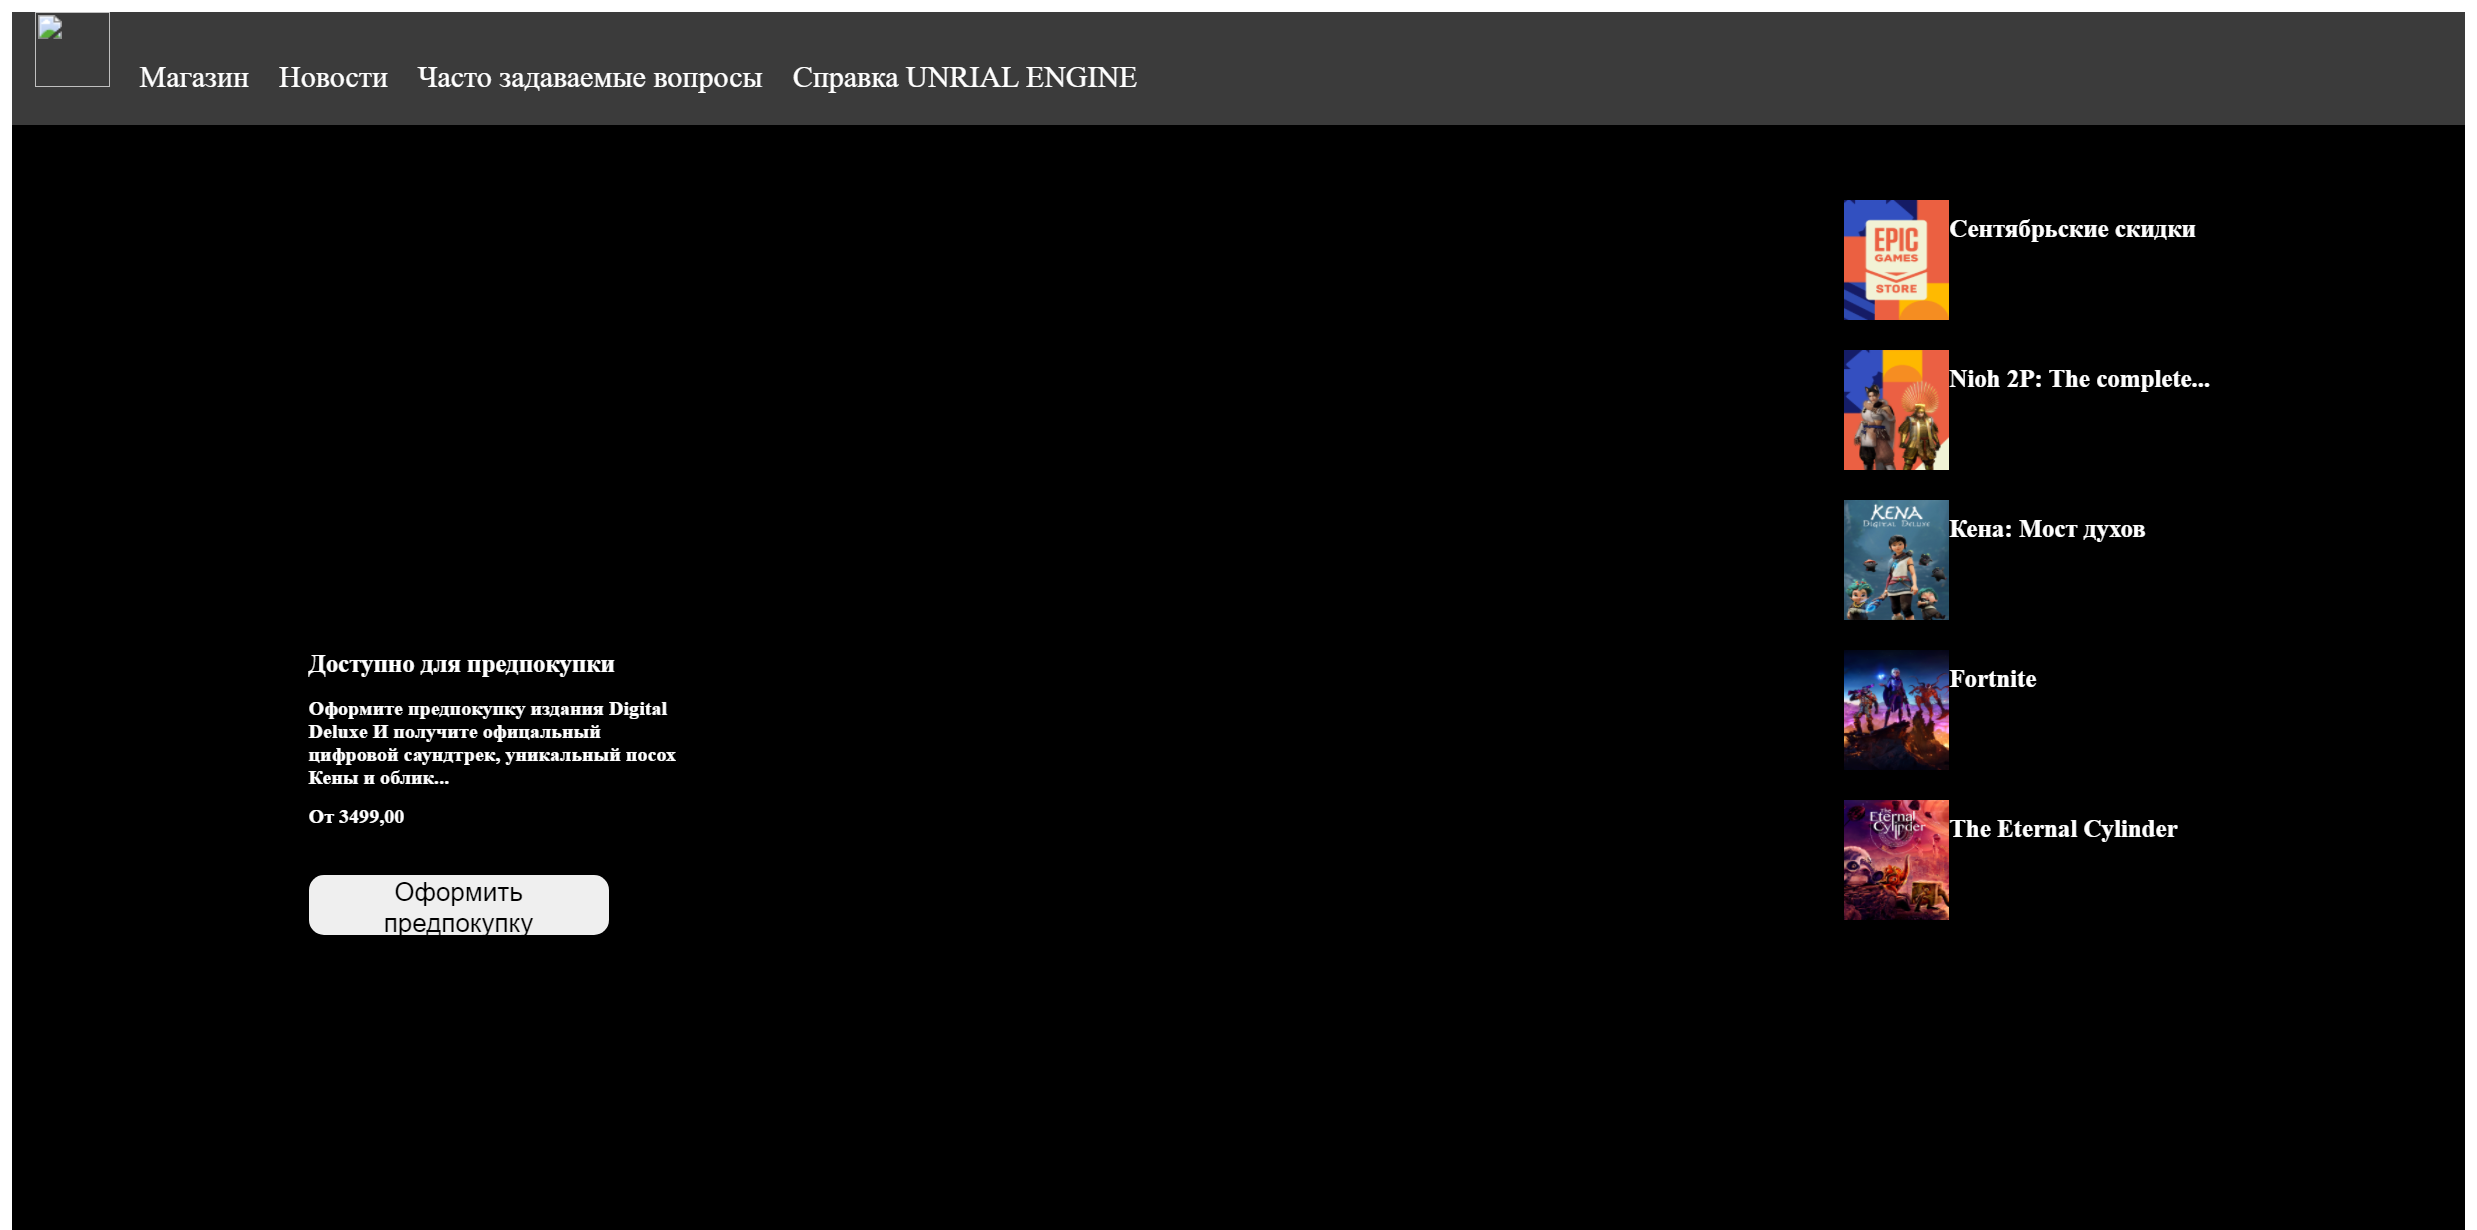 Магазин Новости Часто задаваемые вопросы Справка UNRIAL ENGINE
EPIC
GAMES
STORE
Сентябрьские скидки
Nioh 2P: The complete...
KENA
DIGITAL DELUXE
Кена: Мост духов
Fortnite
The
Eternal
Cylinder
The Eternal Cylinder
Доступно для предпокупки
Оформите предпокупку издания Digital
Deluxe И получите офицальный
цифровой саундтрек, уникальный посох
Кены и облик...
От 3499,00
Оформить
предпокупку